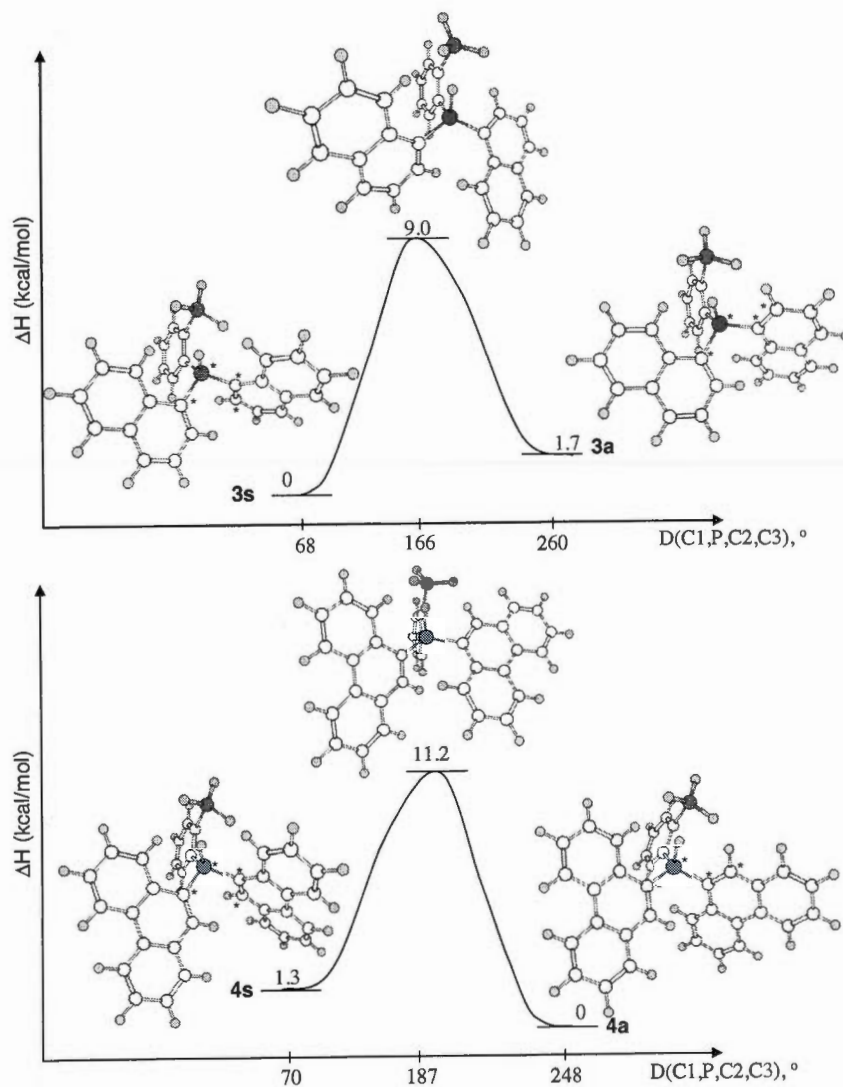 ΔH (kcal/mol)
9.0
0
3s
1.7
3a
68
166
260
D(C1,P,C2,C3), º
ΔH (kcal/mol)
11.2
1.3
4s
0
4a
70
187
248
D(C1,P,C2,C3), º